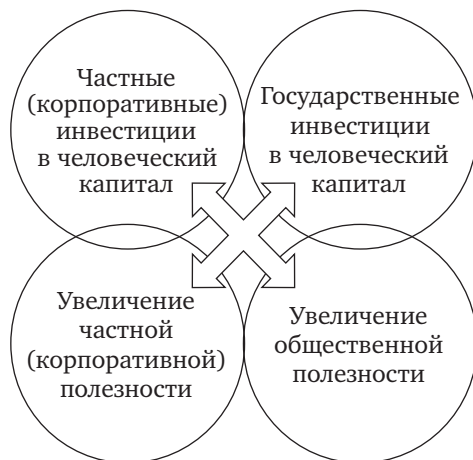 Частные
(корпоративные)
инвестиции
в человеческий
капитал
Государственные
инвестиции
в человеческий
капитал
Увеличение
частной
(корпоративной)
полезности
Увеличение
общественной
полезности